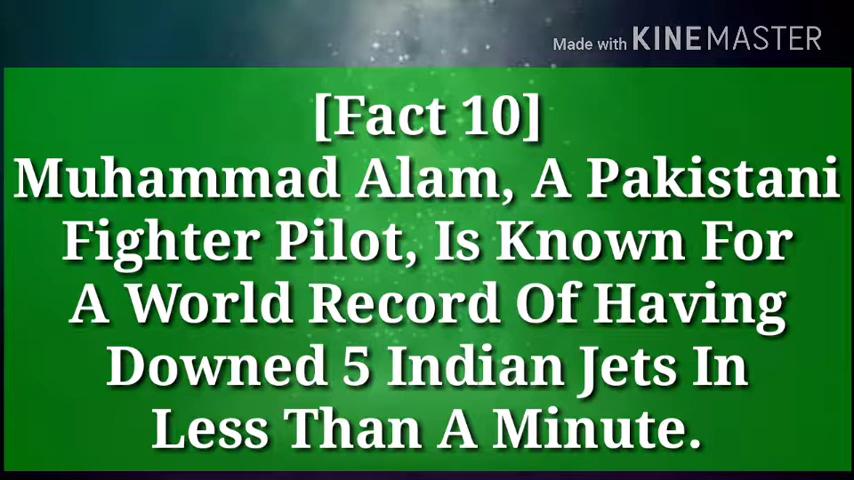 Made with KINEMASTER
[Fact 10]
Muhammad Alam, A Pakistani
Fighter Pilot, Is Known For
A World Record Of Having
Downed 5 Indian Jets In
Less Than A Minute.